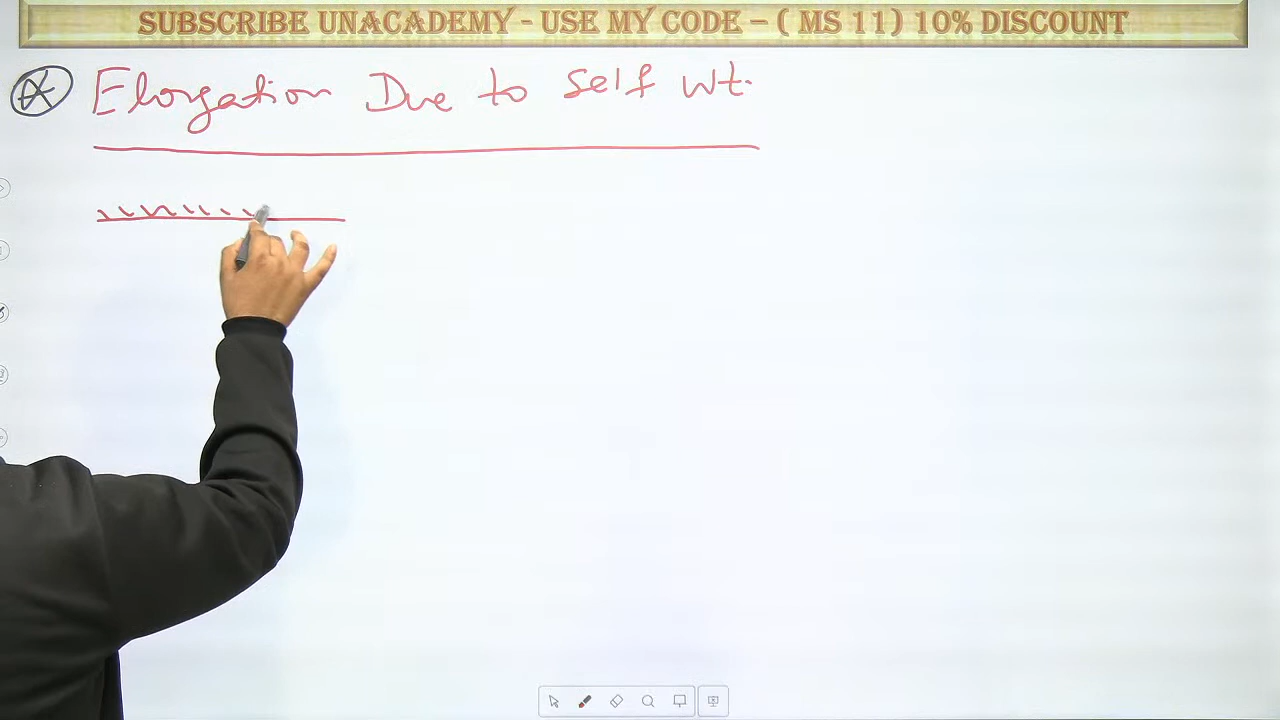 SUBSCRIBE UNACADEMY - USE MY CODE – ( MS 11) 10% DISCOUNT
Elongation Due to Self Wt.